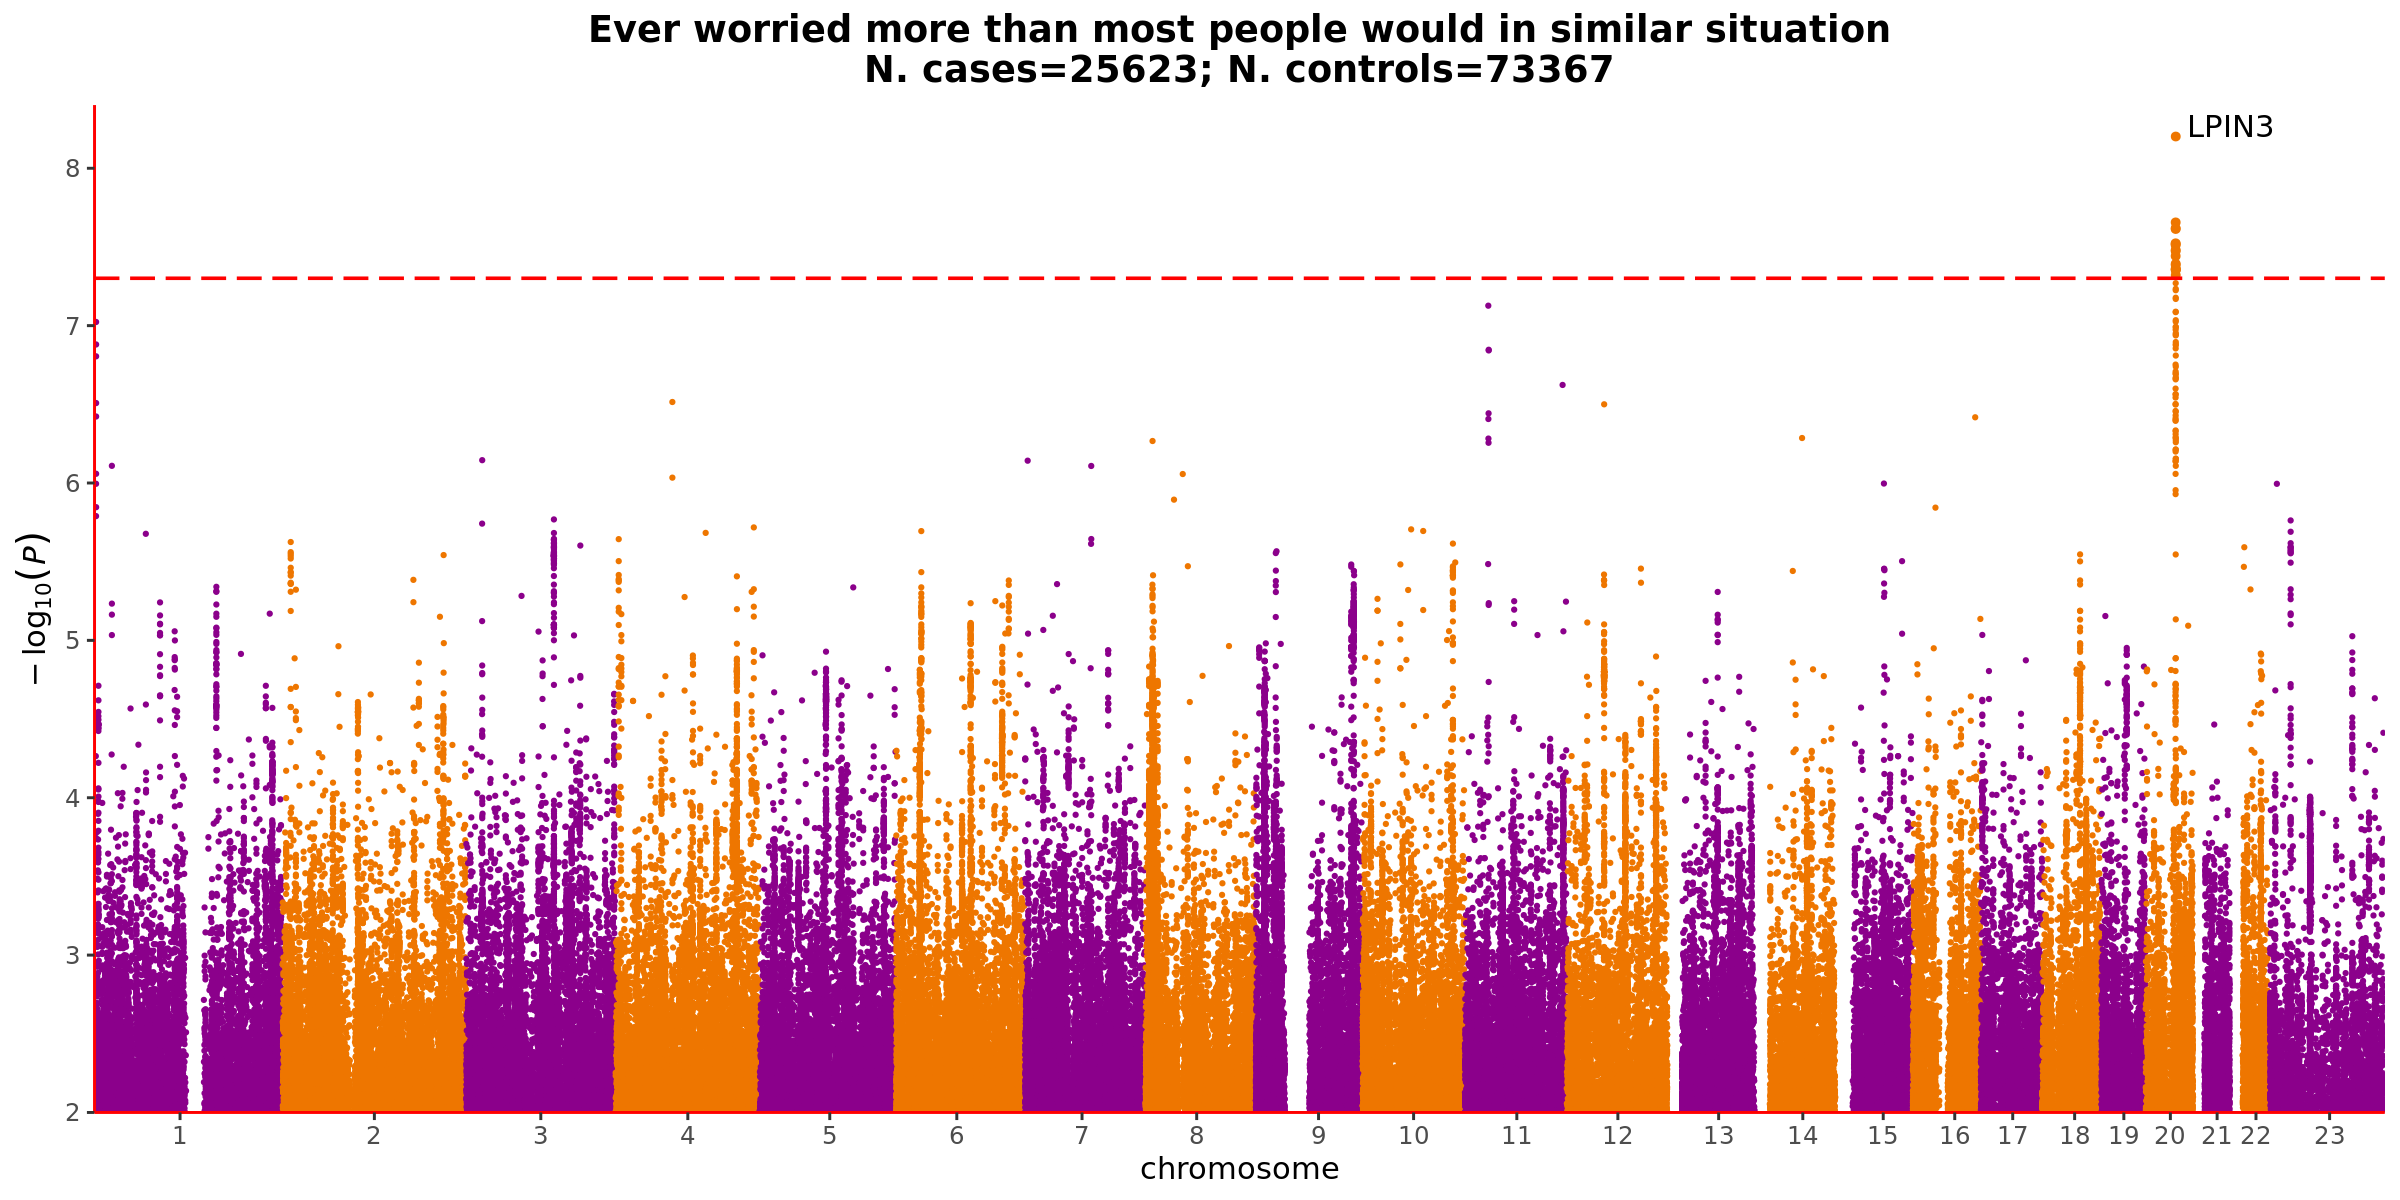 Ever worried more than most people would in similar situation
N. cases=25623; N. controls=73367
LPIN3
8
7
6
5
4
3
2
−log10(P)
1 2 3 4 5 6 7 8 9 10 11 12 13 14 15 16 17 18 19 20 21 22 23
chromosome